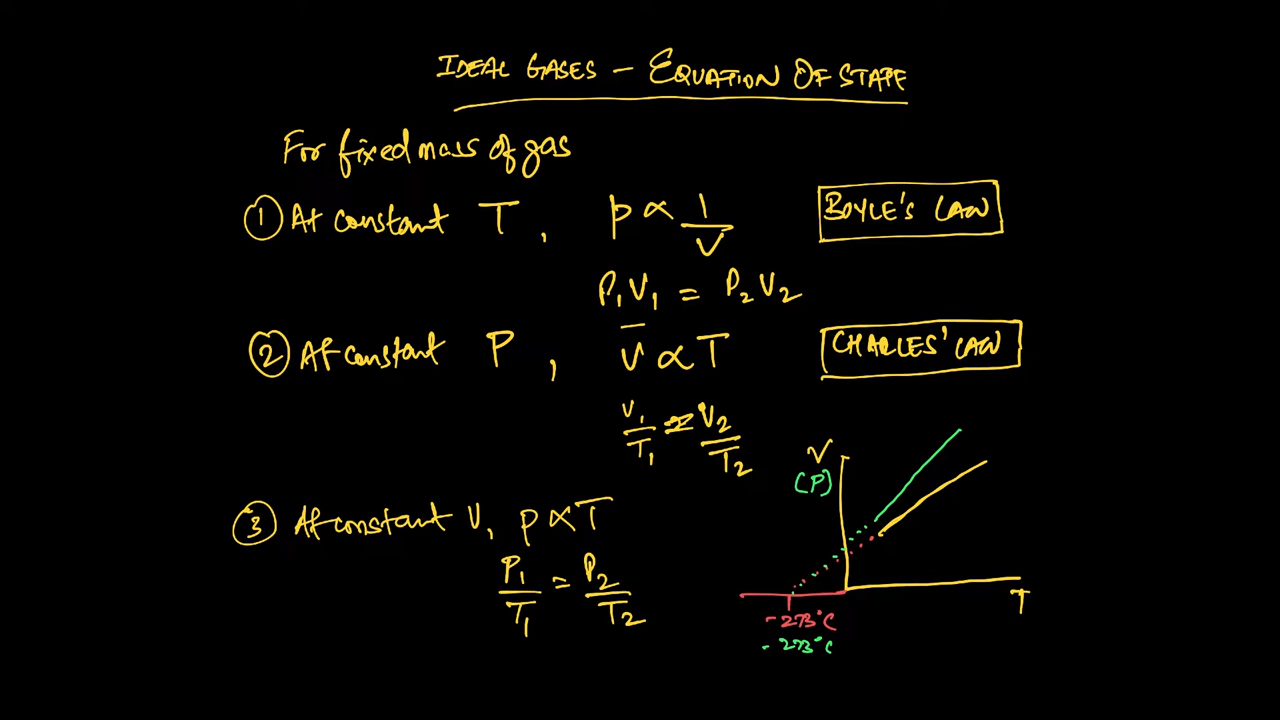 IDEAL GASES – EQUATION OF STATE
For fixed mass of gas
① At constant T, p ∝ 1/V BOYLE'S LAW
P₁V₁ = P₂V₂
② At constant P, V ∝ T CHARLES' LAW
V₁/T₁ = V₂/T₂
③ At constant V, p ∝ T
P₁/T₁ = P₂/T₂
V
(P)
T
-273°C
-273°C